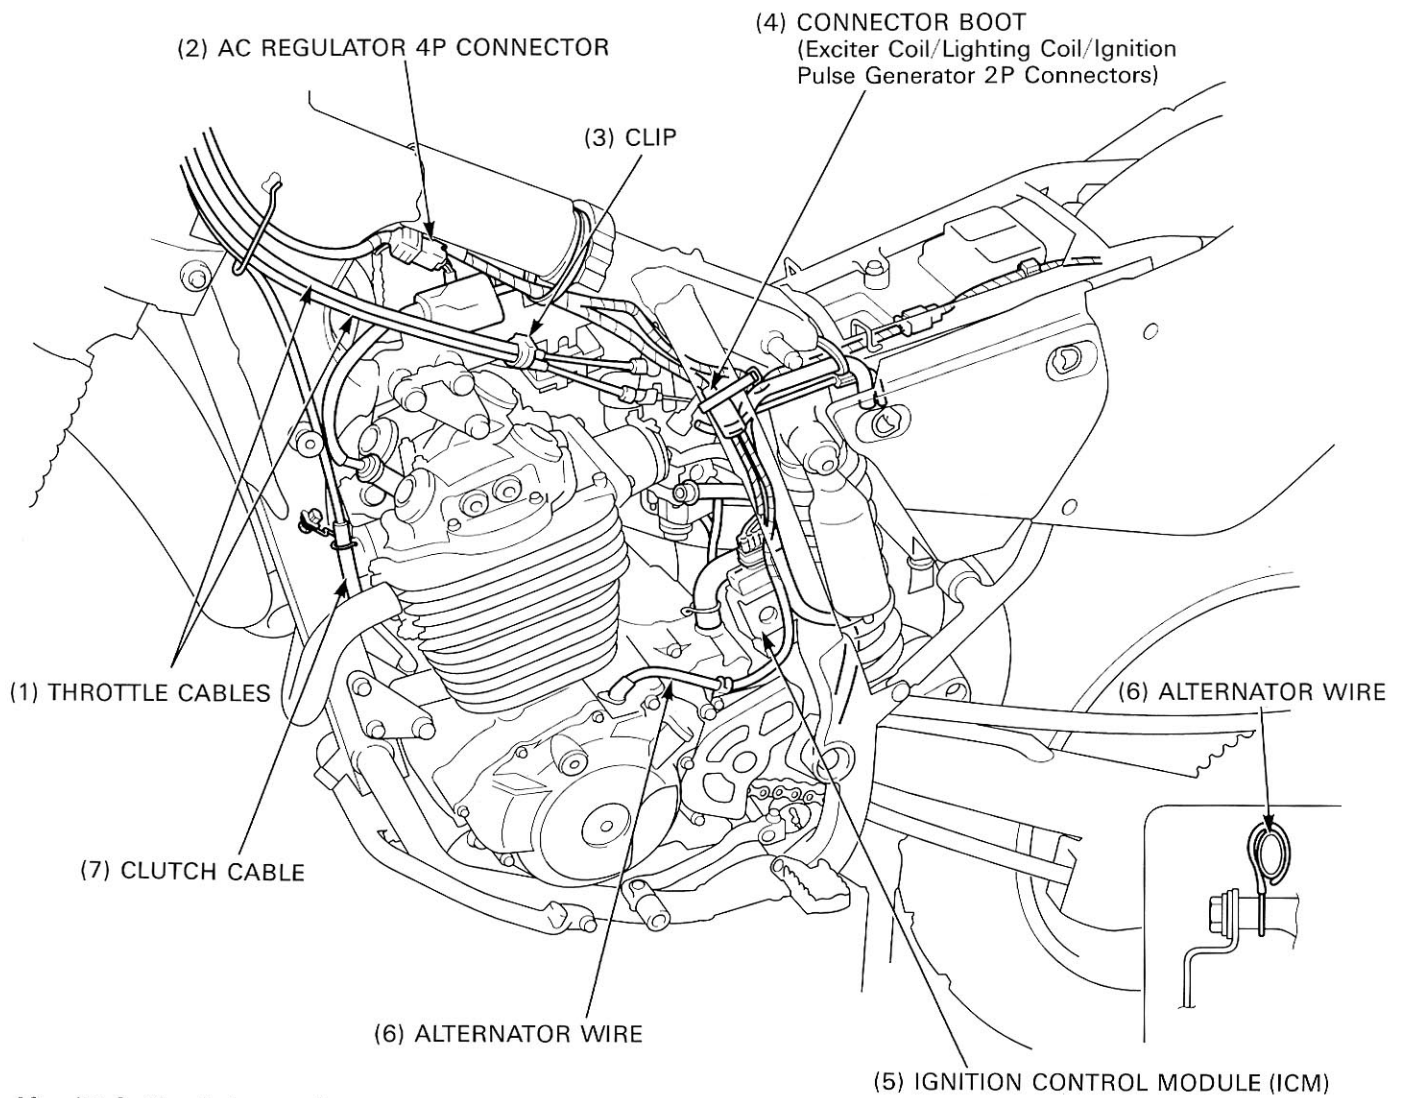 (4) CONNECTOR BOOT
(Exciter Coil/Lighting Coil/Ignition
Pulse Generator 2P Connectors)
(2) AC REGULATOR 4P CONNECTOR
(3) CLIP
(1) THROTTLE CABLES
(6) ALTERNATOR WIRE
(7) CLUTCH CABLE
(6) ALTERNATOR WIRE
(5) IGNITION CONTROL MODULE (ICM)